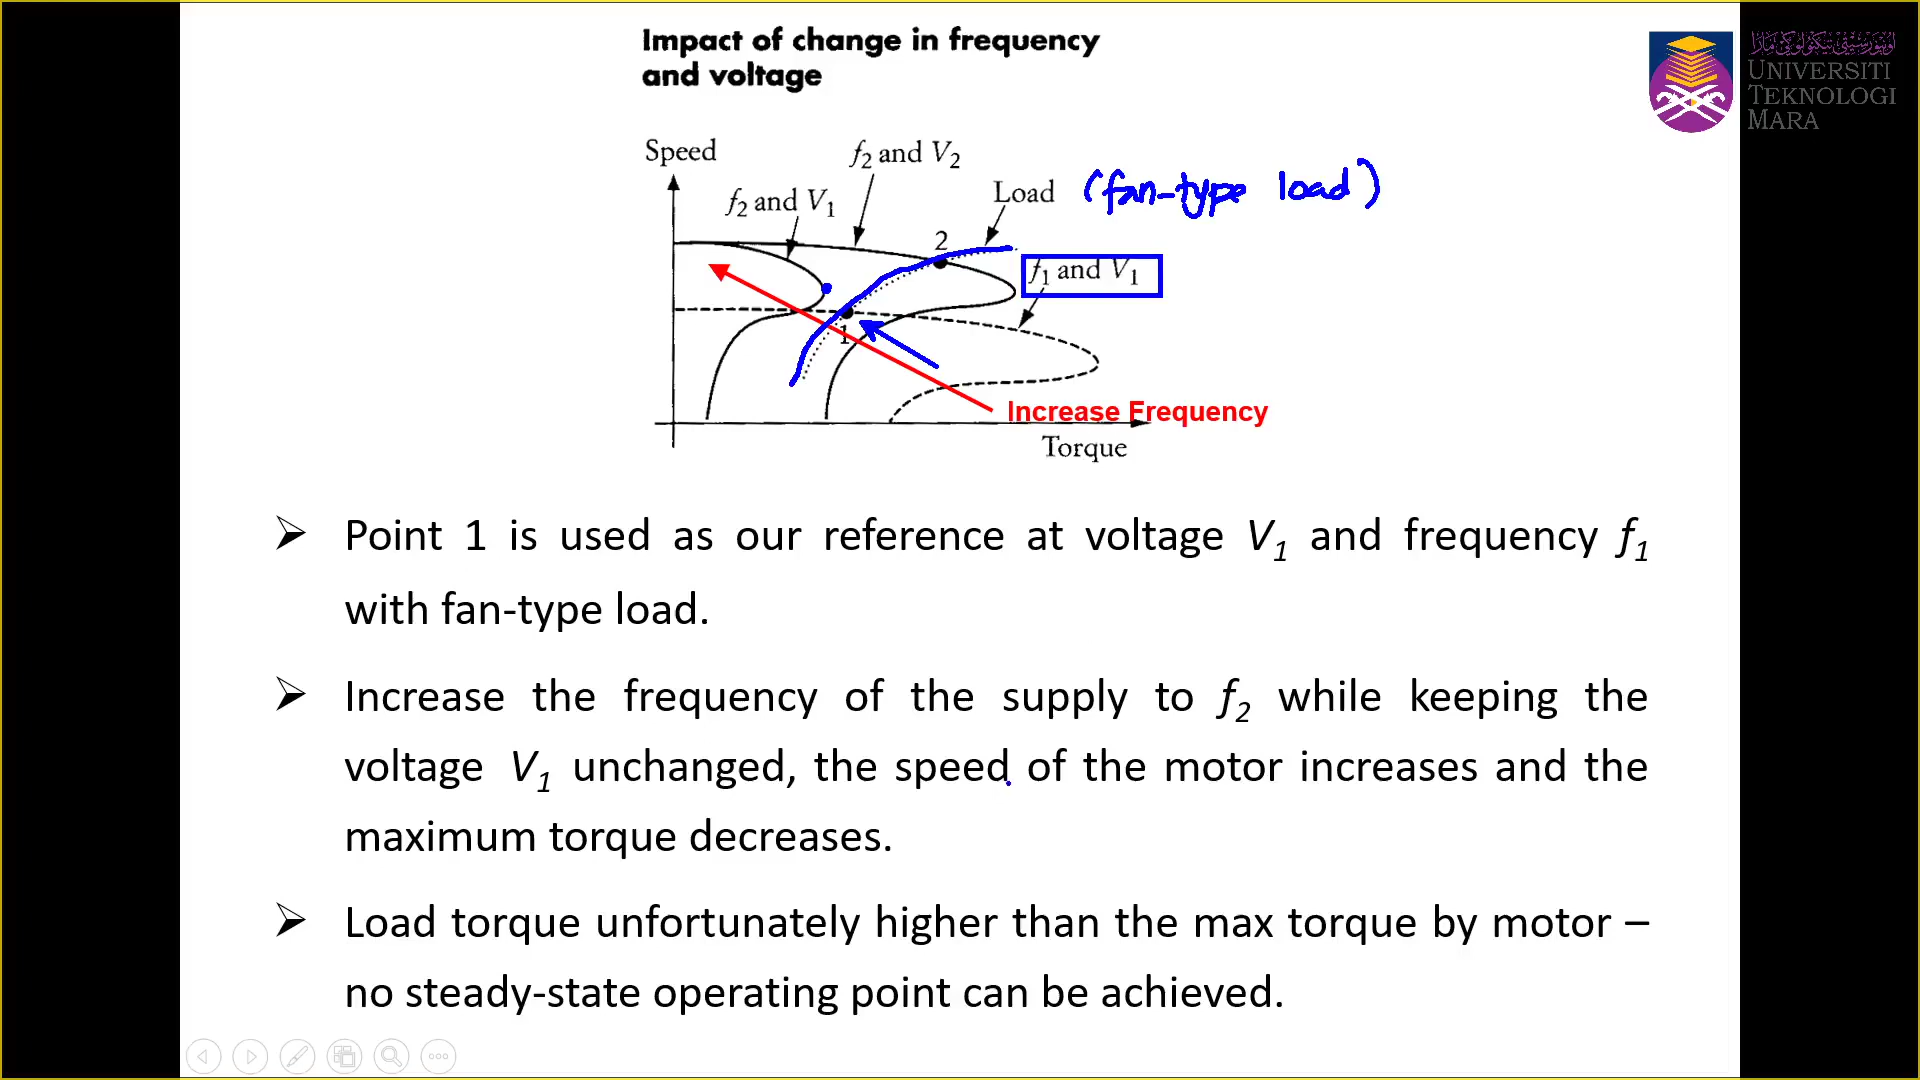 Impact of change in frequency
and voltage
اونيۏرسيتي تيكنولوݢي مارا
UNIVERSITI
TEKNOLOGI
MARA
Speed
f2 and V2
f2 and V1
Load
(fan-type load)
2
f1 and V1
1
Increase Frequency
Torque
➢ Point 1 is used as our reference at voltage V1 and frequency f1
with fan-type load.
➢ Increase the frequency of the supply to f2 while keeping the
voltage V1 unchanged, the speed of the motor increases and the
maximum torque decreases.
➢ Load torque unfortunately higher than the max torque by motor –
no steady-state operating point can be achieved.